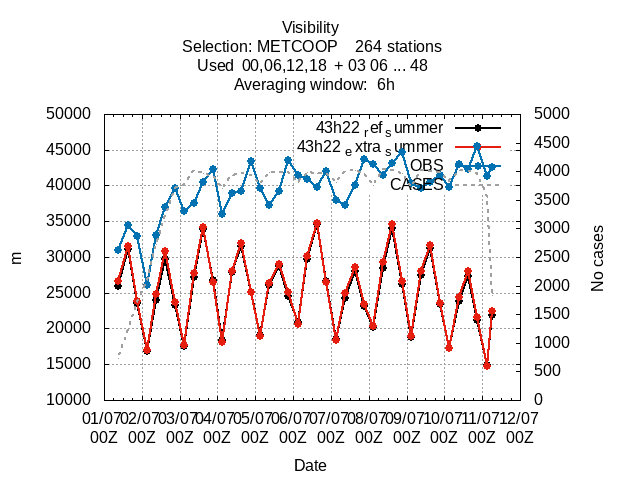 Visibility
Selection: METCOOP 264 stations
Used 00,06,12,18 + 03 06 ... 48
Averaging window: 6h
50000 5000
45000 4500
40000 4000
35000 3500
30000 3000
25000 2500
20000 2000
15000 1500
10000 1000
500
0
43h22 refsummer
43h22 extrasummer
OBS
CASES
m
No cases
01/07 02/07 03/07 04/07 05/07 06/07 07/07 08/07 09/07 10/07 11/07 12/07
00Z 00Z 00Z 00Z 00Z 00Z 00Z 00Z 00Z 00Z 00Z 00Z
Date